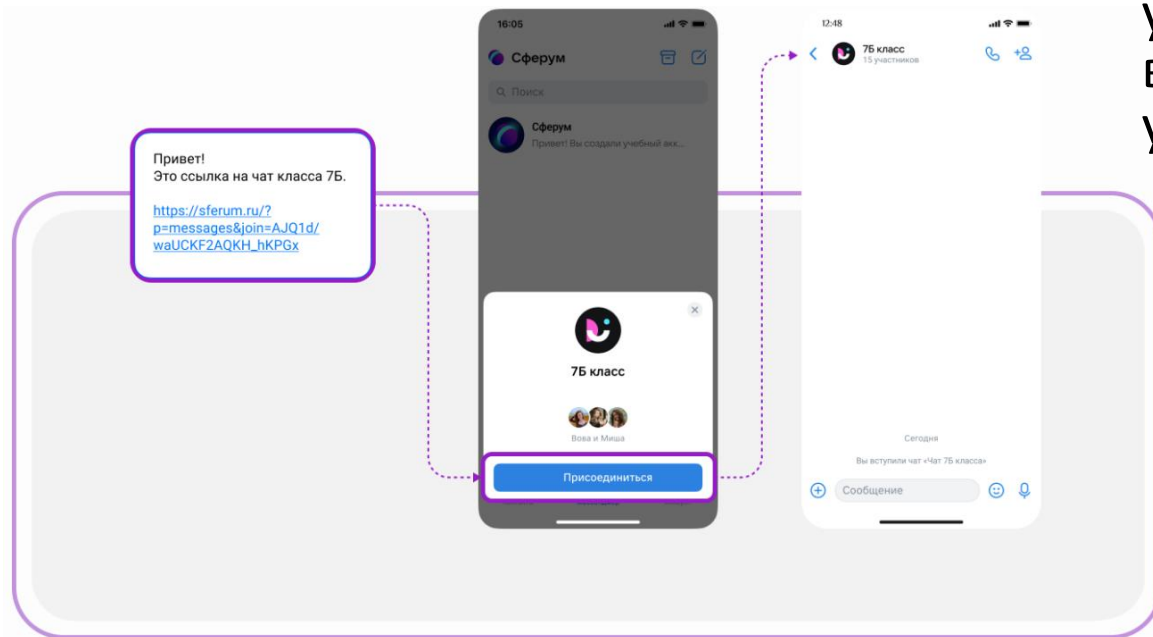 Привет!
Это ссылка на чат класса 7Б.
https://sferum.ru/?
p=messages&join=AJQ1d/
waUCKF2AQKH_hKPGx
16:05
Сферум
Поиск
Сферум
Привет! Вы создали учебный акк...
7Б класс
Вова и Миша
Присоединиться
12:48
7Б класс
15 участников
Сегодня
Вы вступили чат «Чат 7Б класса»
Сообщение